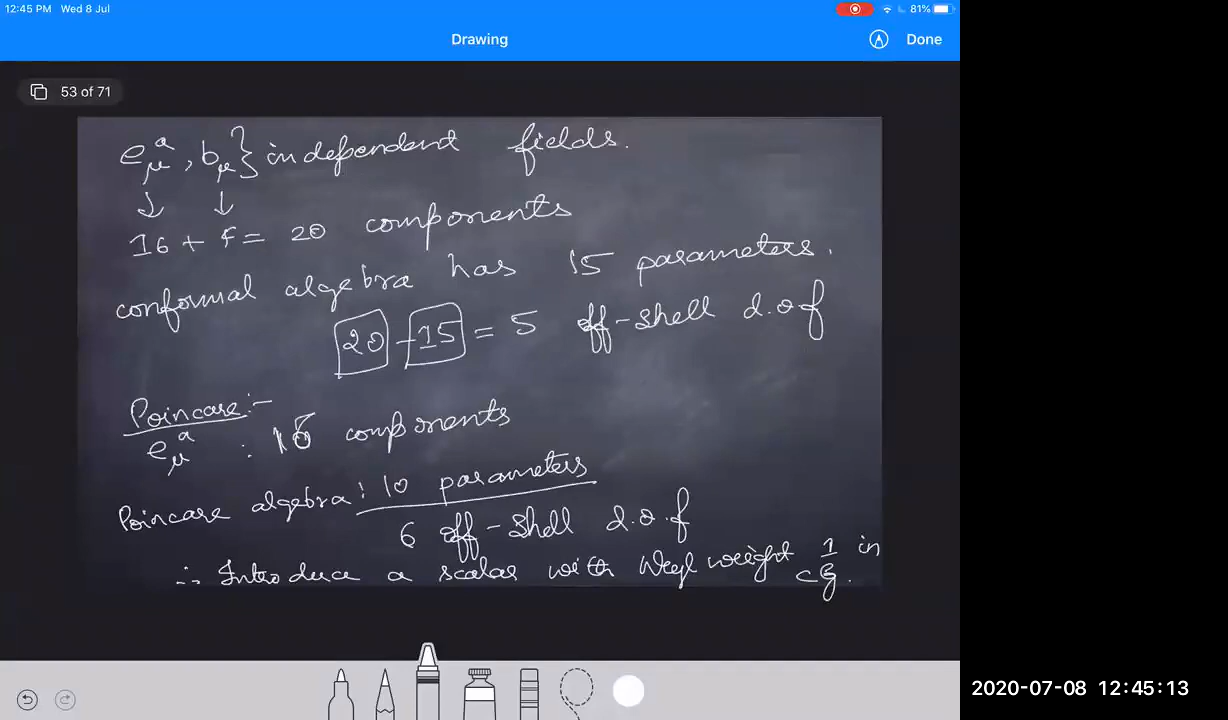 12:45 PM Wed 8 Jul
81%
Drawing
Done
53 of 71
e_μ^a , b_μ } independent fields.
↓ ↓
16 + 4 = 20 components
conformal algebra has 15 parameters.
20 - 15 = 5 off-shell d.o.f
Poincare :-
e_μ^a : 16 components
Poincare algebra : 10 parameters
6 off-shell d.o.f
∴ Introduce a scalar with Weyl weight 1 in
CG.
2020-07-08 12:45:13